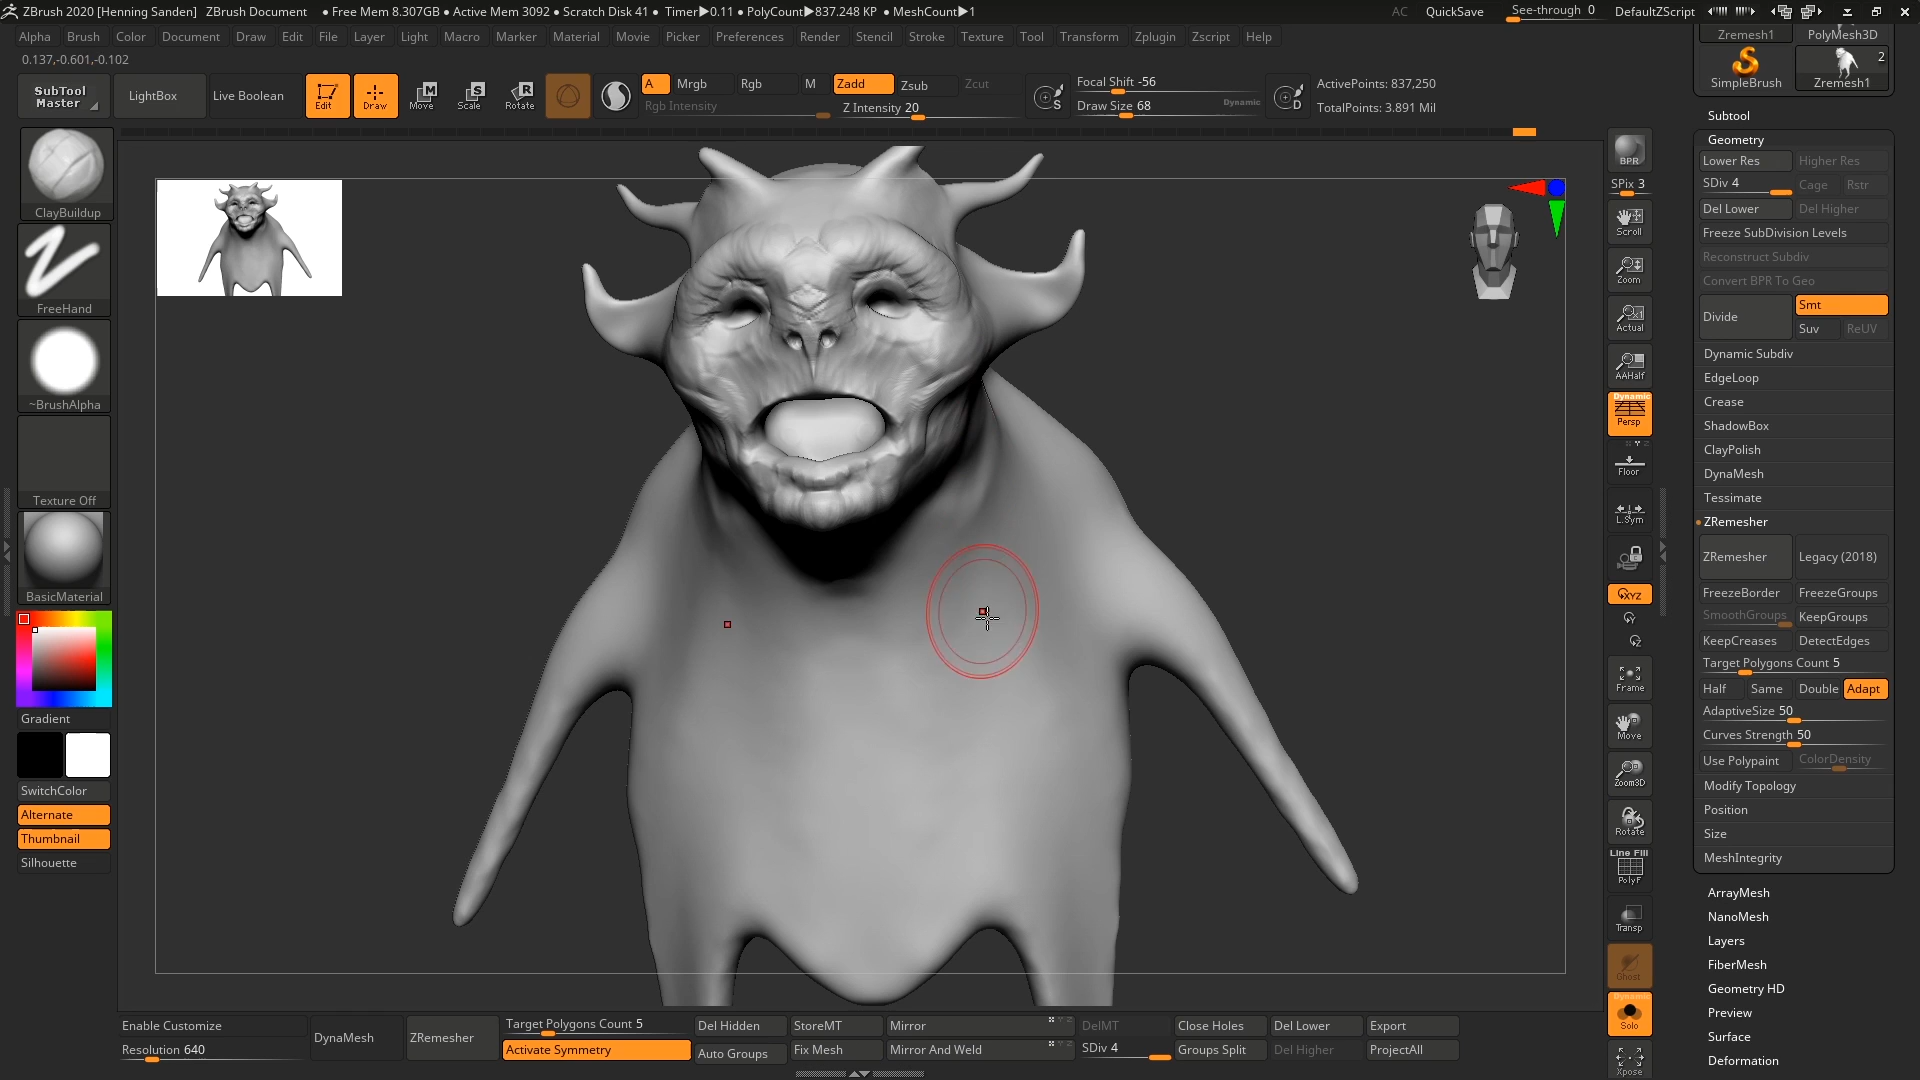 ZBrush 2020 [Henning Sanden] ZBrush Document • Free Mem 8.307GB • Active Mem 3092 • Scratch Disk 41 • Timer▶0.11 • PolyCount▶837.248 KP • MeshCount▶1 AC QuickSave See-through 0 DefaultZScript
Alpha Brush Color Document Draw Edit File Layer Light Macro Marker Material Movie Picker Preferences Render Stencil Stroke Texture Tool Transform Zplugin Zscript Help
0.137,-0.601,-0.102
SubTool
Master
LightBox
Live Boolean
Edit
Draw
Move
Scale
Rotate
A
Mrgb
Rgb
M
Zadd
Zsub
Zcut
Rgb Intensity
Z Intensity 20
S
Focal Shift -56
Draw Size 68
Dynamic
D
ActivePoints: 837,250
TotalPoints: 3.891 Mil
ClayBuildup
FreeHand
~BrushAlpha
Texture Off
BasicMaterial
Gradient
SwitchColor
Alternate
Thumbnail
Silhouette
BPR
SPix 3
Scroll
Zoom
Actual
AAHalf
Dynamic
Persp
Floor
L.Sym
XYZ
Frame
Move
Zoom3D
Rotate
Line Fill
PolyF
Transp
Ghost
Dynamic
Solo
Xpose
Zremesh1
PolyMesh3D
SimpleBrush
2
Zremesh1
Subtool
Geometry
Lower Res
Higher Res
SDiv 4
Cage
Rstr
Del Lower
Del Higher
Freeze SubDivision Levels
Reconstruct Subdiv
Convert BPR To Geo
Divide
Smt
Suv
ReUV
Dynamic Subdiv
EdgeLoop
Crease
ShadowBox
ClayPolish
DynaMesh
Tessimate
ZRemesher
ZRemesher
Legacy (2018)
FreezeBorder
FreezeGroups
SmoothGroups
KeepGroups
KeepCreases
DetectEdges
Target Polygons Count 5
Half
Same
Double
Adapt
AdaptiveSize 50
Curves Strength 50
Use Polypaint
ColorDensity
Modify Topology
Position
Size
MeshIntegrity
ArrayMesh
NanoMesh
Layers
FiberMesh
Geometry HD
Preview
Surface
Deformation
Enable Customize
Resolution 640
DynaMesh
ZRemesher
Target Polygons Count 5
Activate Symmetry
Del Hidden
Auto Groups
StoreMT
Fix Mesh
Mirror
Mirror And Weld
DelMT
SDiv 4
Close Holes
Groups Split
Del Lower
Del Higher
Export
ProjectAll